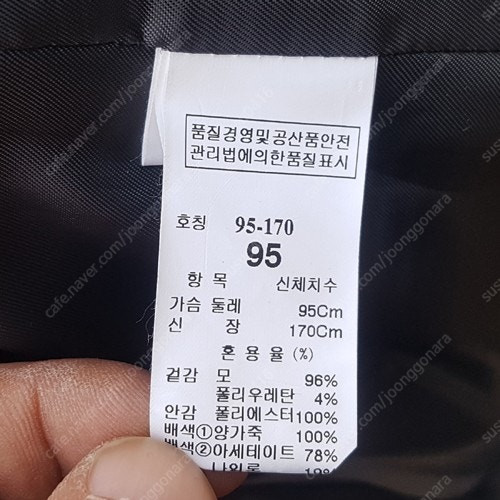 품질경영및공산품안전
관리법에의한품질표시
호칭 95-170
95
항 목 신체치수
가슴 둘레 95Cm
신 장 170Cm
혼 용 율 (%)
겉감 모 96%
폴리우레탄 4%
안감 폴리에스터 100%
배색①양가죽 100%
배색②아세테이트 78%
cafe.naver.com/joonggonara